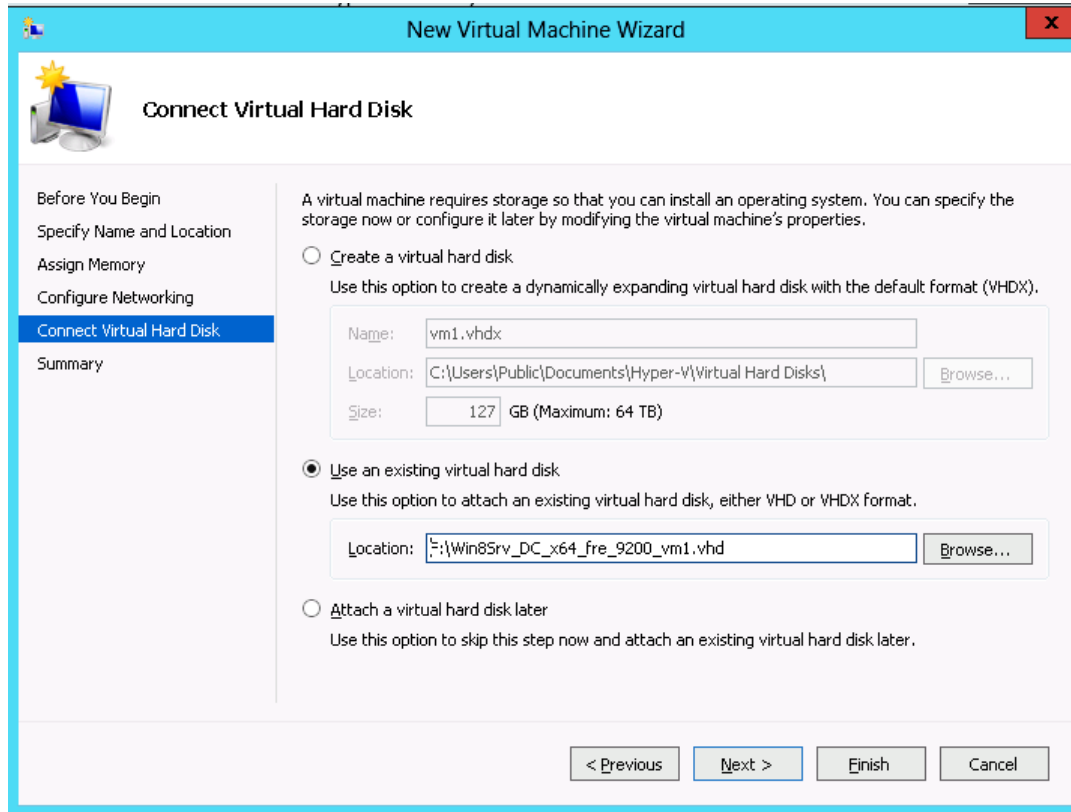 New Virtual Machine Wizard
x
Connect Virtual Hard Disk
Before You Begin
Specify Name and Location
Assign Memory
Configure Networking
Connect Virtual Hard Disk
Summary
A virtual machine requires storage so that you can install an operating system. You can specify the
storage now or configure it later by modifying the virtual machine's properties.
Create a virtual hard disk
Use this option to create a dynamically expanding virtual hard disk with the default format (VHDX).
Name: vm1.vhdx
Location: C:\Users\Public\Documents\Hyper-V\Virtual Hard Disks\ Browse...
Size: 127 GB (Maximum: 64 TB)
Use an existing virtual hard disk
Use this option to attach an existing virtual hard disk, either VHD or VHDX format.
Location: F:\Win8Srv_DC_x64_fre_9200_vm1.vhd Browse...
Attach a virtual hard disk later
Use this option to skip this step now and attach an existing virtual hard disk later.
< Previous Next > Finish Cancel